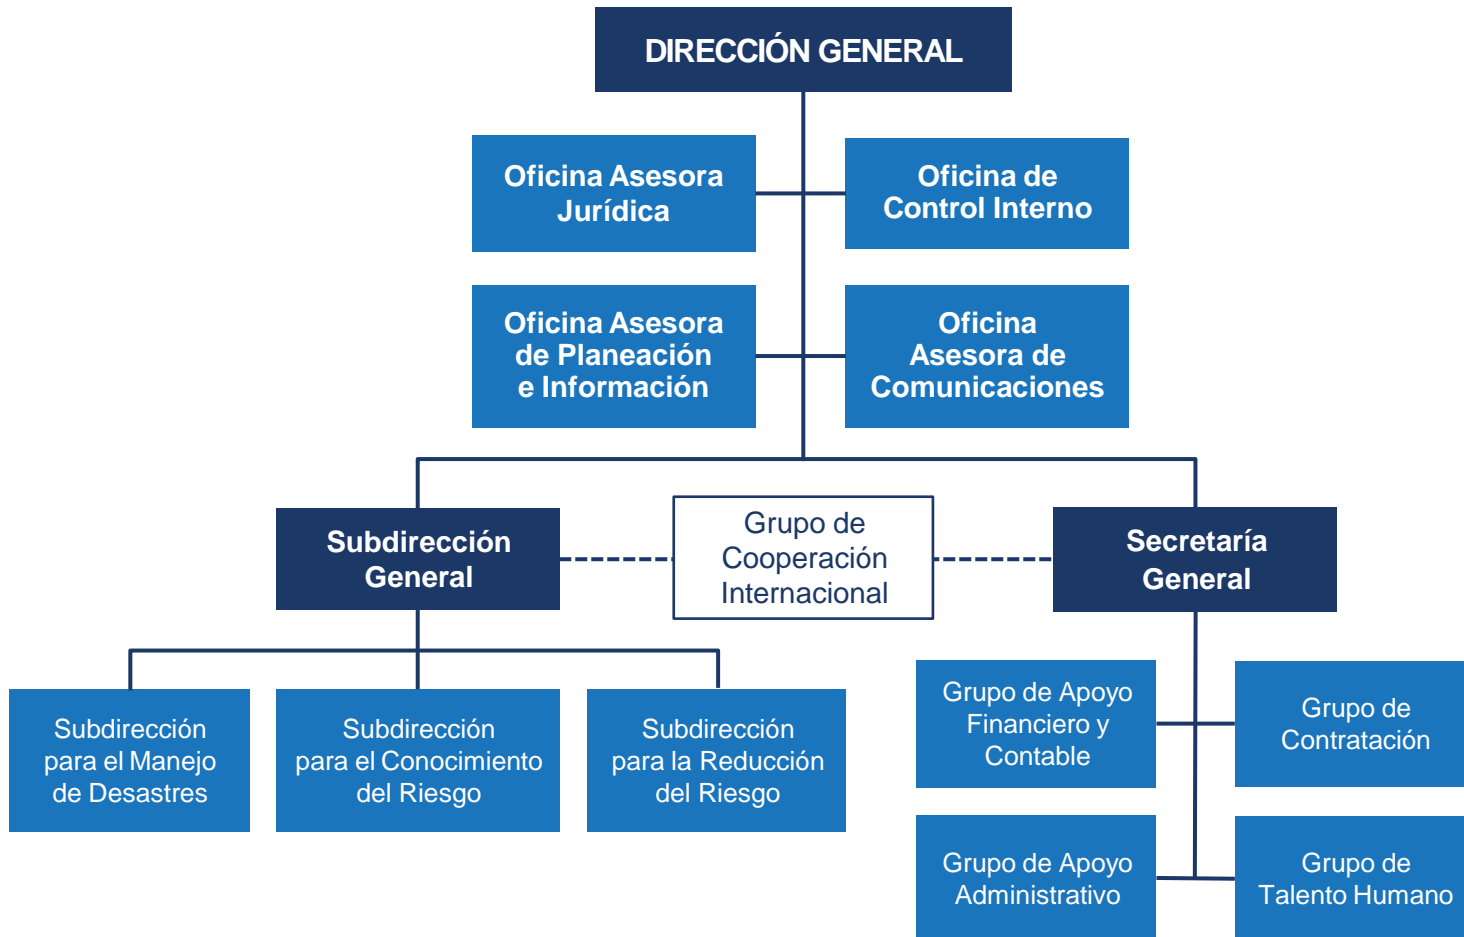 DIRECCIÓN GENERAL
Oficina Asesora
Jurídica
Oficina de
Control Interno
Oficina Asesora
de Planeación
e Información
Oficina
Asesora de
Comunicaciones
Subdirección
General
Grupo de
Cooperación
Internacional
Secretaría
General
Subdirección
para el Manejo
de Desastres
Subdirección
para el Conocimiento
del Riesgo
Subdirección
para la Reducción
del Riesgo
Grupo de Apoyo
Financiero y
Contable
Grupo de
Contratación
Grupo de Apoyo
Administrativo
Grupo de
Talento Humano